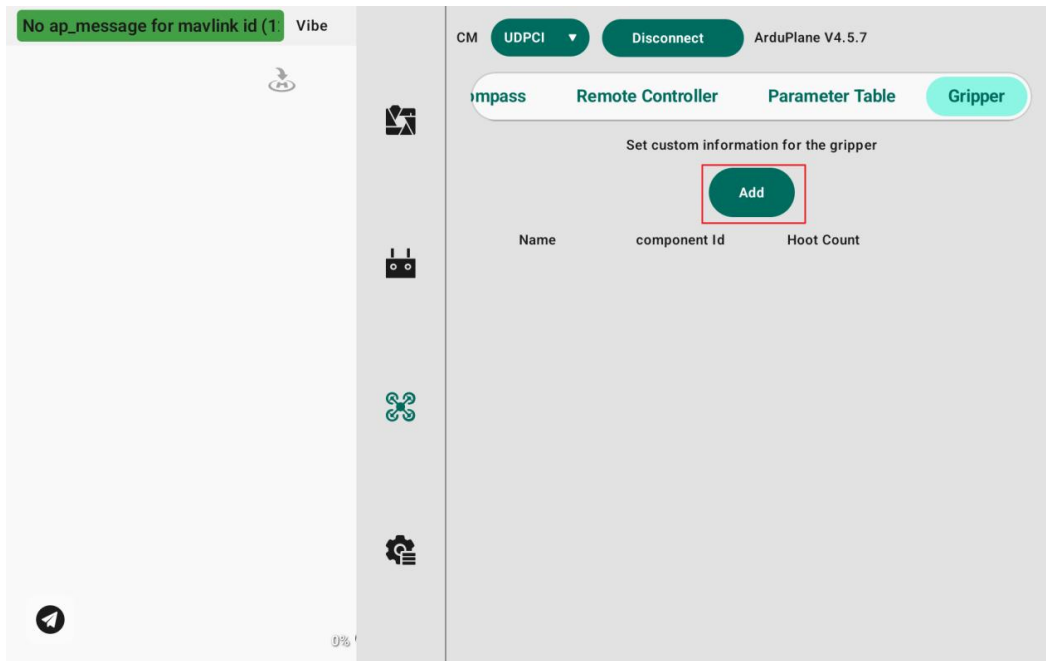 No ap_message for mavlink id (1
Vibe
CM UDPCI Disconnect ArduPlane V4.5.7
ompass Remote Controller Parameter Table Gripper
Set custom information for the gripper
Add
Name component Id Hoot Count
0%